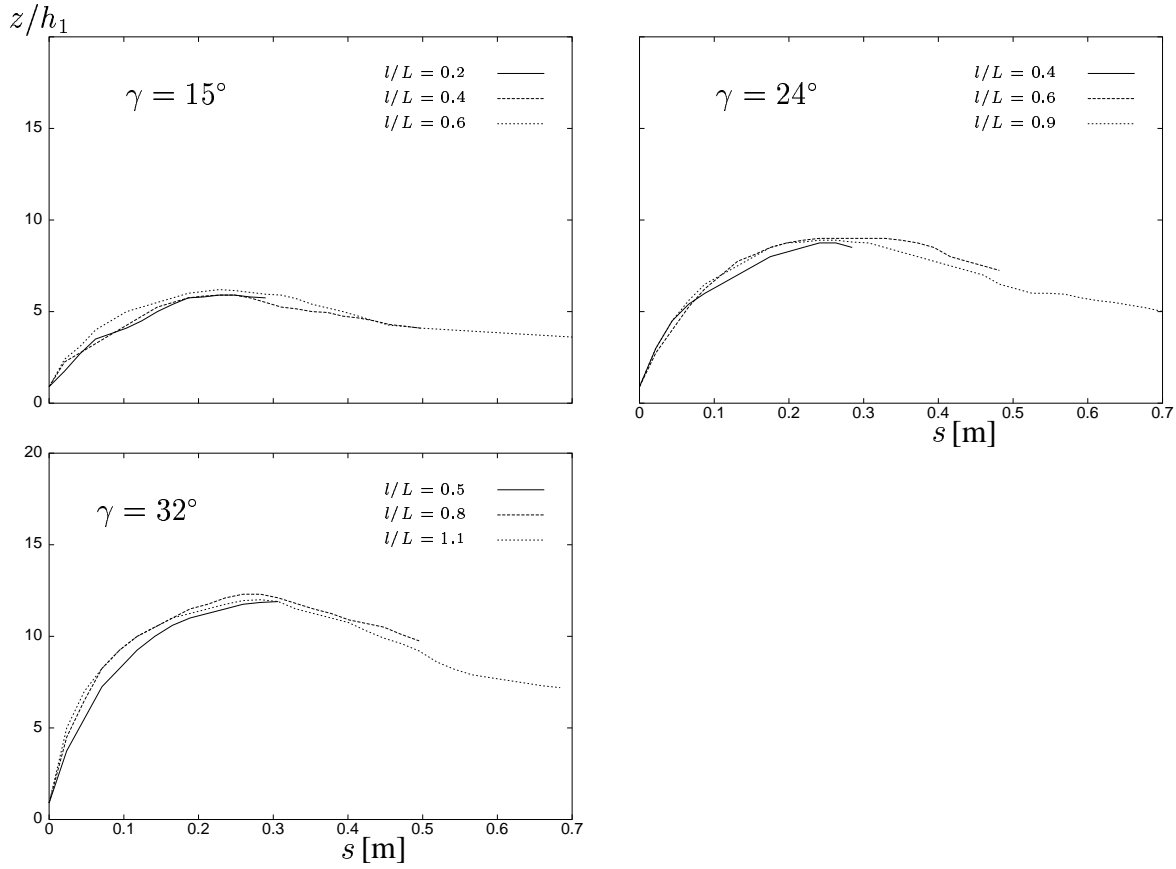 z/h₁
γ = 15°
l/L = 0.2
l/L = 0.4
l/L = 0.6
15
10
5
0
γ = 24°
l/L = 0.4
l/L = 0.6
l/L = 0.9
0 0.1 0.2 0.3 0.4 0.5 0.6 0.7
s [m]
γ = 32°
l/L = 0.5
l/L = 0.8
l/L = 1.1
20
15
10
5
0
0 0.1 0.2 0.3 0.4 0.5 0.6 0.7
s [m]